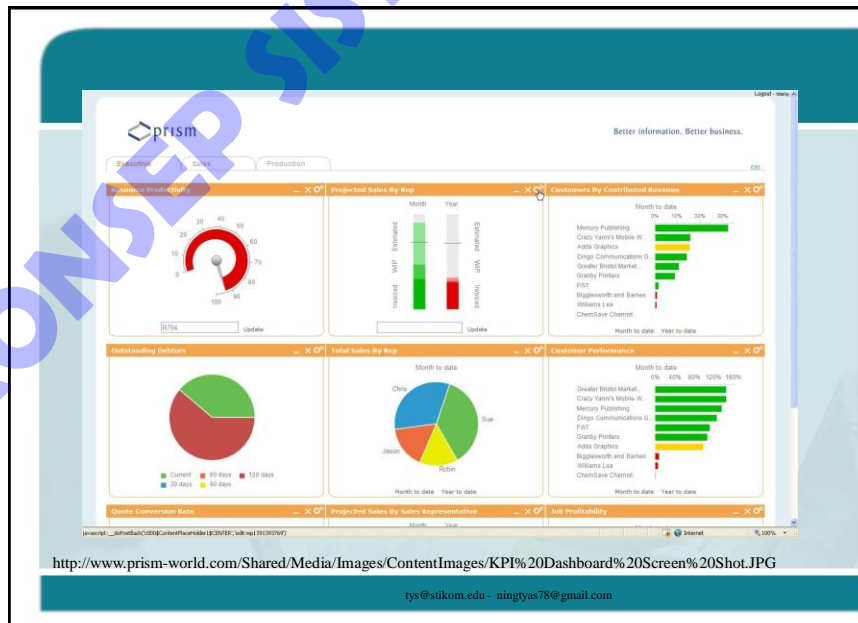 KONSEP SIST
Logout -
prism
Better information. Better business.
Executive Sales Production
Edit
Resource Productivity
0 10 20 30 40 50 60 70 80 90 100
R704 Update
Projected Sales By Rep
Month Year
Estimated WIP Invoiced
Estimated WIP Invoiced
Update
Customers By Contributed Revenue
Month to date
0% 10% 20% 30%
Mercury Publishing
Crazy Yanni's Mobile W...
Adda Graphics
Dingo Communications G...
Greater Bristol Market...
Granby Printers
FWT
Bigglesworth and Barnes
Williams Lea
ChemSave Chemist
Month to date Year to date
Outstanding Debtors
Current 60 days 120 days
30 days 90 days
Total Sales By Rep
Month to date
Chris
Sue
Jason
Robin
Month to date Year to date
Customer Performance
Month to date
0% 40% 80% 120% 160%
Greater Bristol Market...
Crazy Yanni's Mobile W...
Mercury Publishing
Dingo Communications G...
FWT
Granby Printers
Adda Graphics
Bigglesworth and Barnes
Williams Lea
ChemSave Chemist
Month to date Year to date
Quote Conversion Rate
Projected Sales By Sales Representative
Month Year
Job Profitability
Month to date
Internet 100%
http://www.prism-world.com/Shared/Media/Images/ContentImages/KPI%20Dashboard%20Screen%20Shot.JPG
tys@stikom.edu - ningtyas78@gmail.com